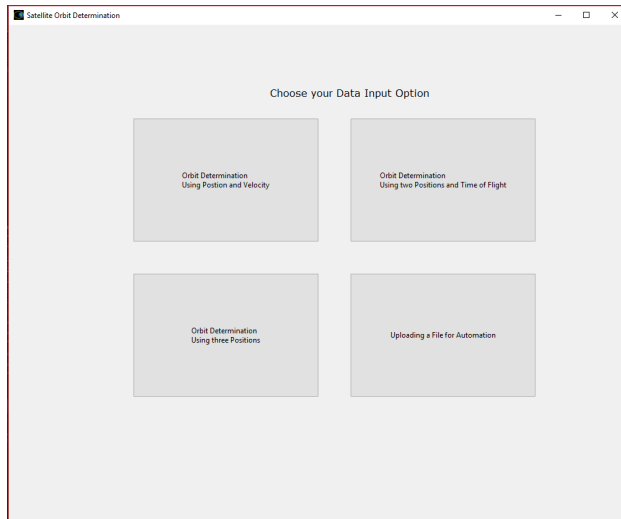 Satellite Orbit Determination
Choose your Data Input Option
Orbit Determination
Using Postion and Velocity
Orbit Determination
Using two Positions and Time of Flight
Orbit Determination
Using three Positions
Uploading a File for Automation